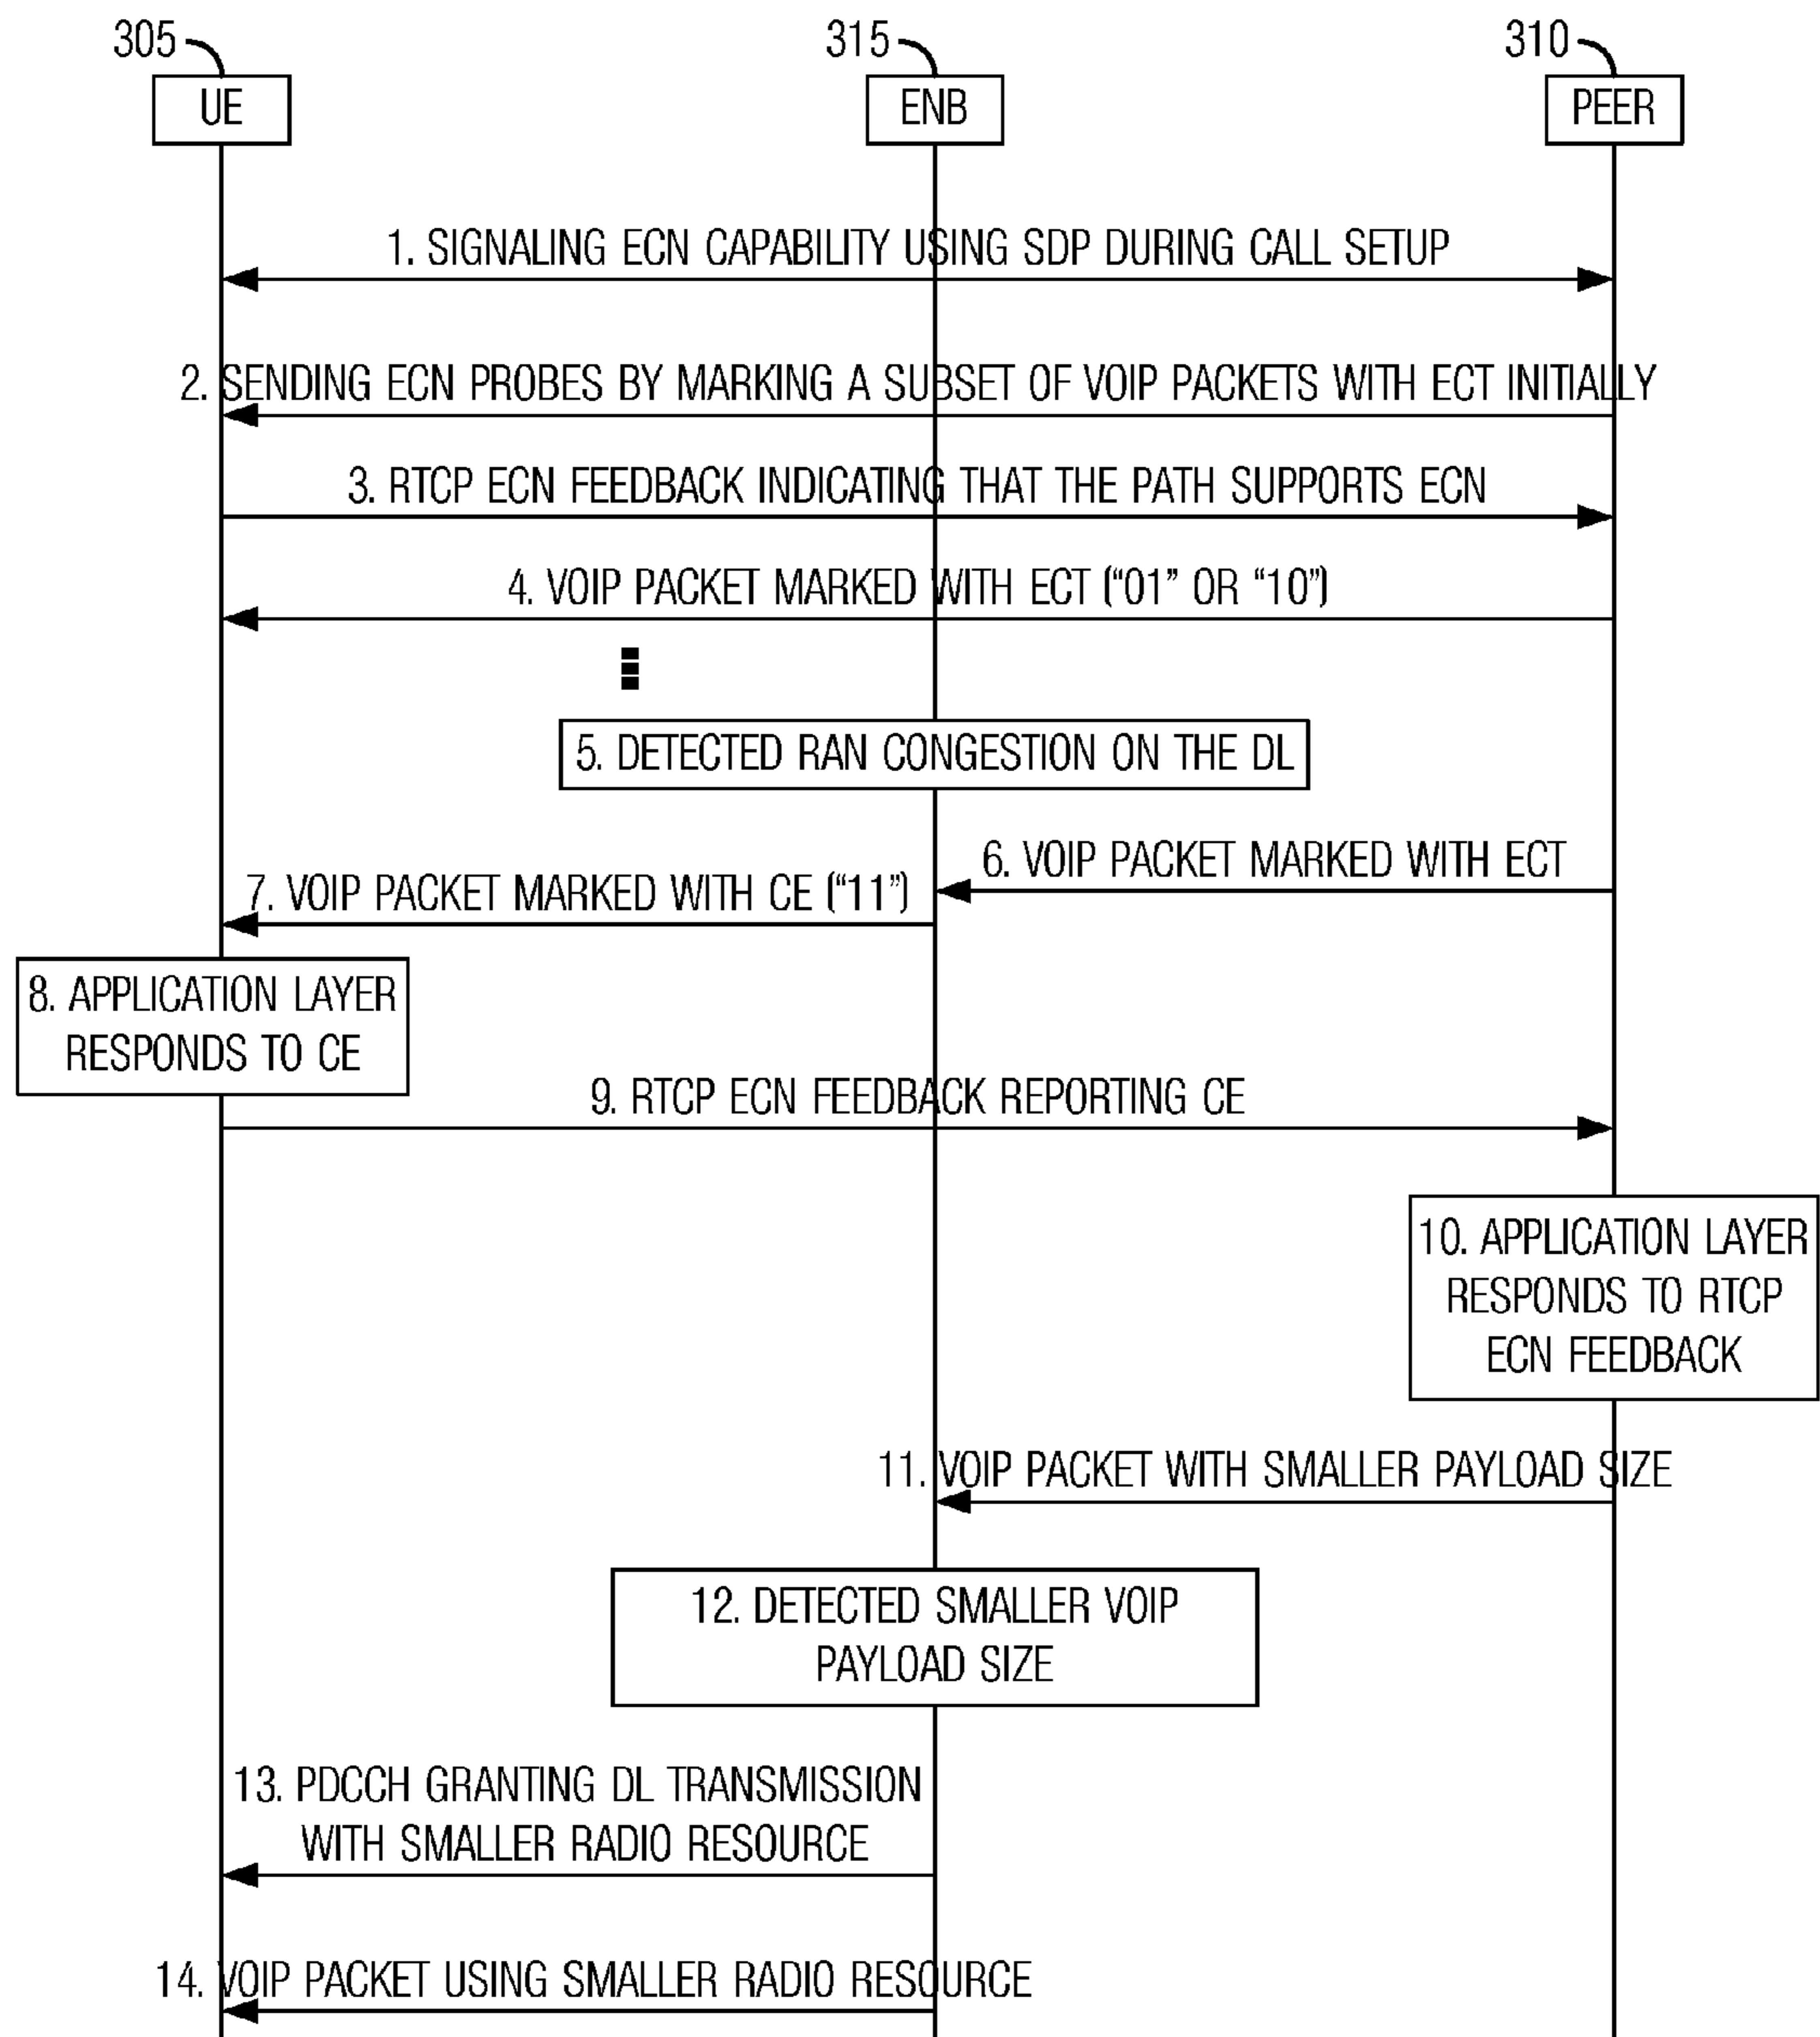 305
315
310
UE
ENB
PEER
1. SIGNALING ECN CAPABILITY USING SDP DURING CALL SETUP
2. SENDING ECN PROBES BY MARKING A SUBSET OF VOIP PACKETS WITH ECT INITIALLY
3. RTCP ECN FEEDBACK INDICATING THAT THE PATH SUPPORTS ECN
4. VOIP PACKET MARKED WITH ECT ("01" OR "10")
5. DETECTED RAN CONGESTION ON THE DL
6. VOIP PACKET MARKED WITH ECT
7. VOIP PACKET MARKED WITH CE ("11")
8. APPLICATION LAYER
RESPONDS TO CE
9. RTCP ECN FEEDBACK REPORTING CE
10. APPLICATION LAYER
RESPONDS TO RTCP
ECN FEEDBACK
11. VOIP PACKET WITH SMALLER PAYLOAD SIZE
12. DETECTED SMALLER VOIP
PAYLOAD SIZE
13. PDCCH GRANTING DL TRANSMISSION
WITH SMALLER RADIO RESOURCE
14. VOIP PACKET USING SMALLER RADIO RESOURCE